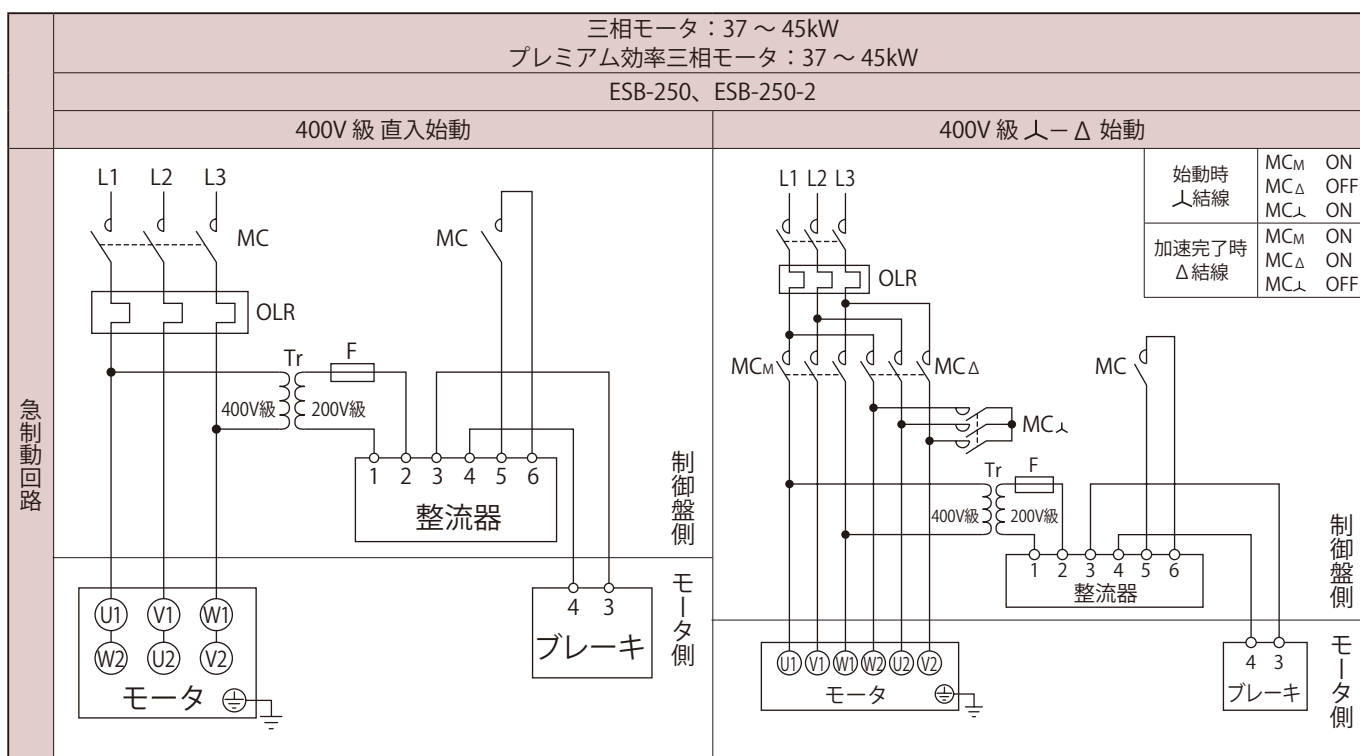 三相モータ：37 ～ 45kW
プレミアム効率三相モータ：37 ～ 45kW
ESB-250、ESB-250-2
400V 級 直入始動
400V 級 人－Δ 始動
急制動回路
L1 L2 L3
MC
MC
OLR
Tr
F
400V級
200V級
1 2 3 4 5 6
整流器
制御盤側
モータ側
U1 V1 W1
W2 U2 V2
モータ
4 3
ブレーキ
始動時
人結線
MCM ON
MCΔ OFF
MC人 ON
加速完了時
Δ結線
MCM ON
MCΔ ON
MC人 OFF
L1 L2 L3
OLR
MCM
MCΔ
MC
MC人
Tr
F
400V級
200V級
1 2 3 4 5 6
整流器
制御盤側
モータ側
U1 V1 W1 W2 U2 V2
モータ
4 3
ブレーキ